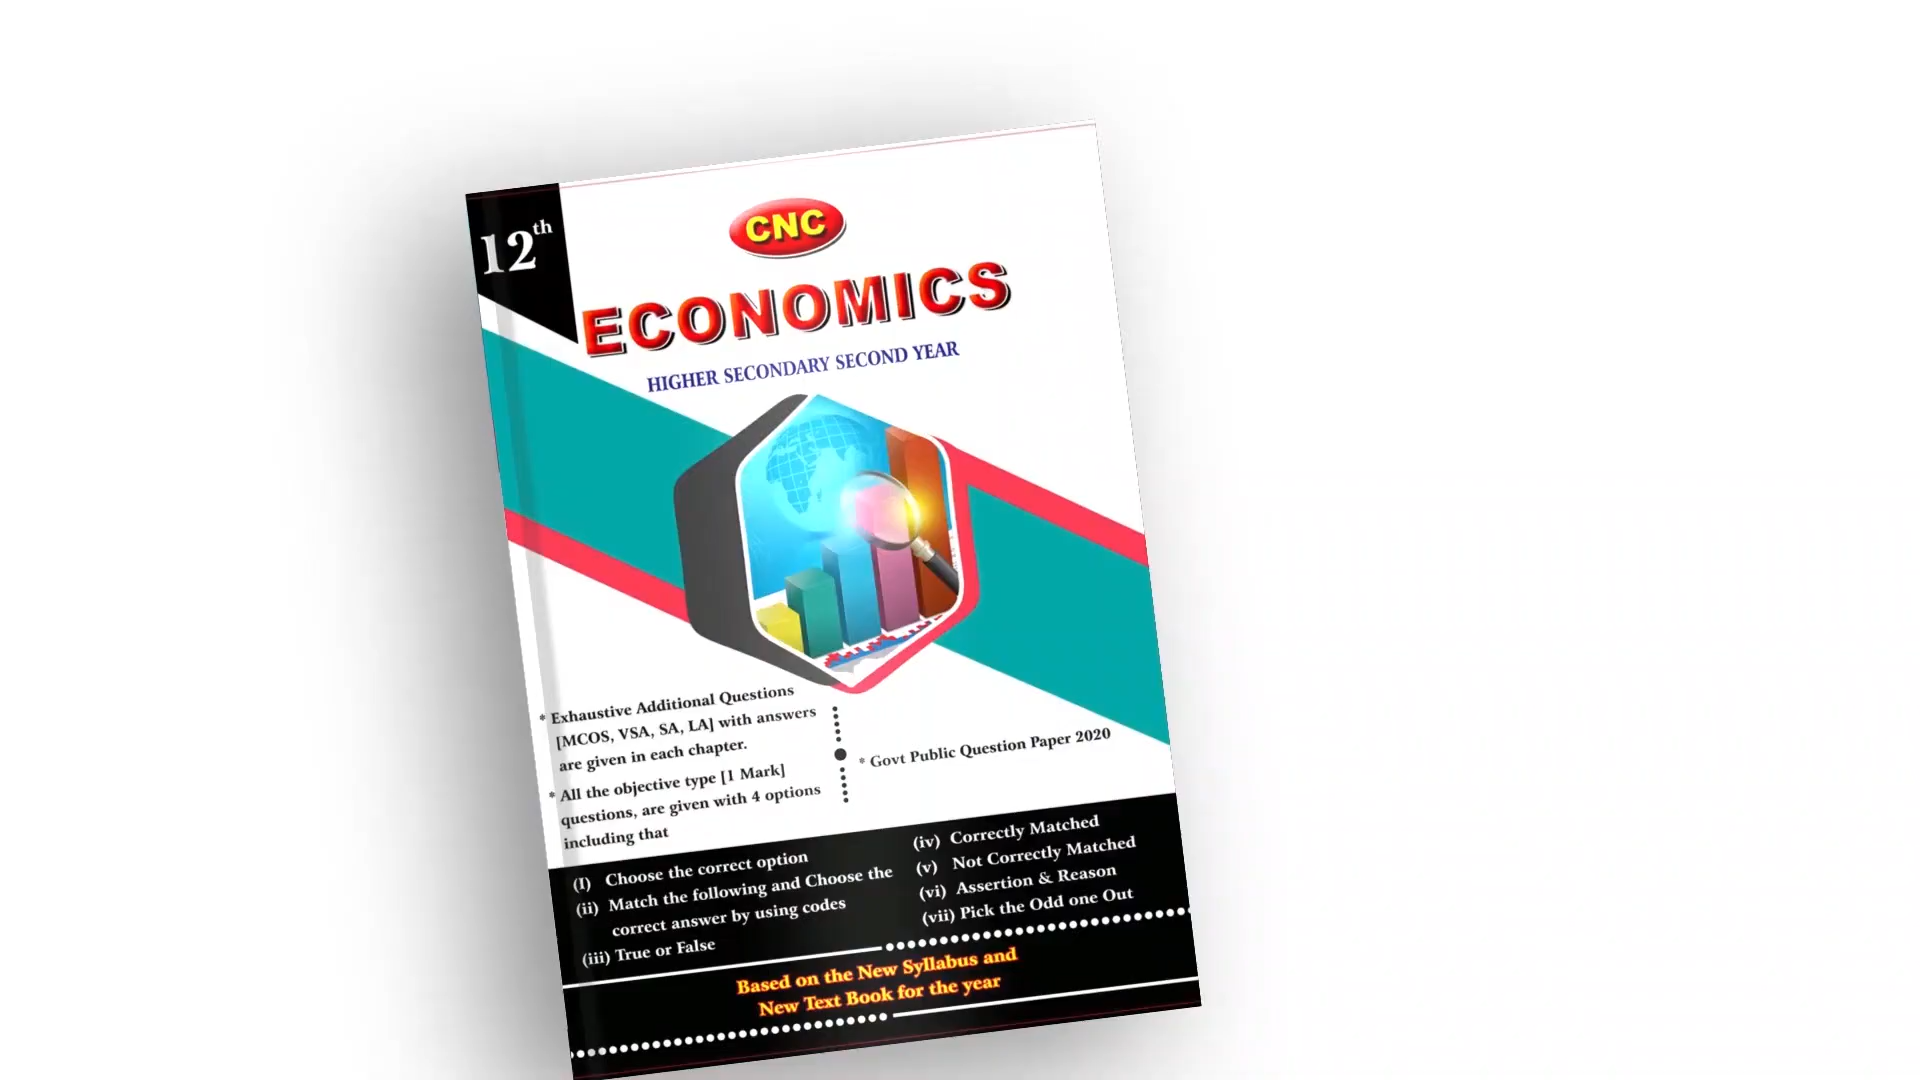 12th
CNC
ECONOMICS
HIGHER SECONDARY SECOND YEAR
* Exhaustive Additional Questions
[MCOS, VSA, SA, LA] with answers
are given in each chapter.
* All the objective type [1 Mark]
questions, are given with 4 options
including that
* Govt Public Question Paper 2020
(I) Choose the correct option
(ii) Match the following and Choose the
correct answer by using codes
(iii) True or False
(iv) Correctly Matched
(v) Not Correctly Matched
(vi) Assertion & Reason
(vii) Pick the Odd one Out
Based on the New Syllabus and
New Text Book for the year